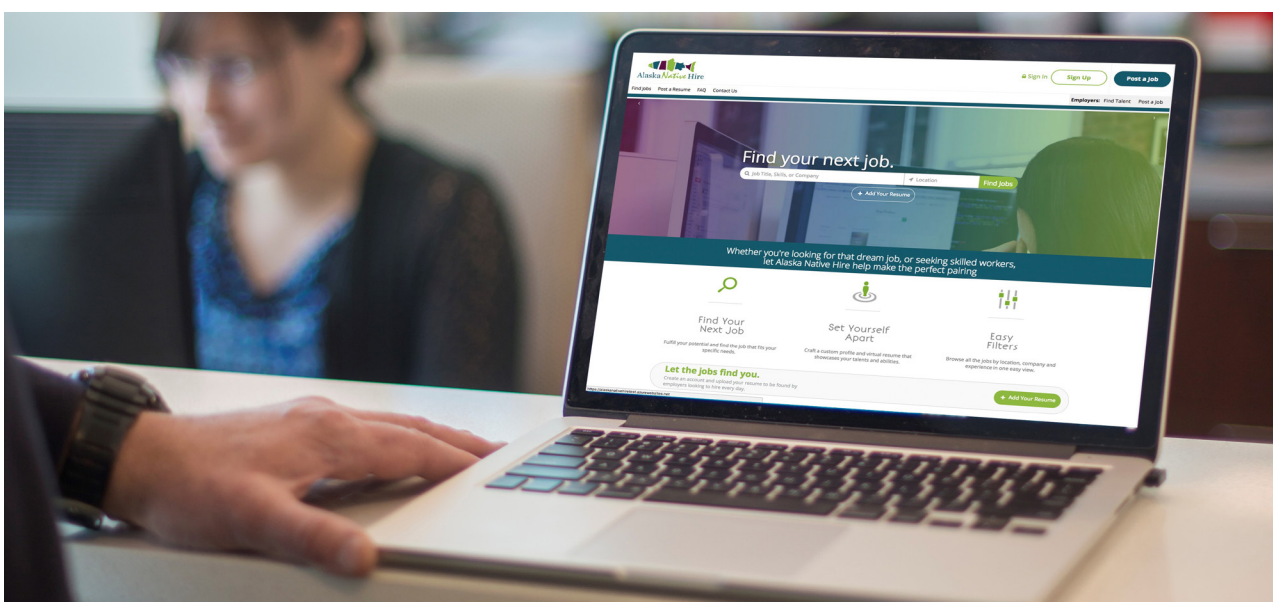 Alaska Native Hire
Sign In Sign Up Post a Job
Find Jobs Post a Resume FAQ Contact Us
Employers: Find Talent Post a Job
Find your next job.
Job Title, Skills, or Company Location Find Jobs
+ Add Your Resume
Whether you're looking for that dream job, or seeking skilled workers,
let Alaska Native Hire help make the perfect pairing
Find Your
Next Job
Fulfill your potential and find the job that fits your
specific needs.
Set Yourself
Apart
Craft a custom profile and virtual resume that
showcases your talents and abilities.
Easy
Filters
Browse all the jobs by location, company and
experience in one easy view.
Let the jobs find you.
Create an account and upload your resume to be found by
employers looking to hire every day.
+ Add Your Resume